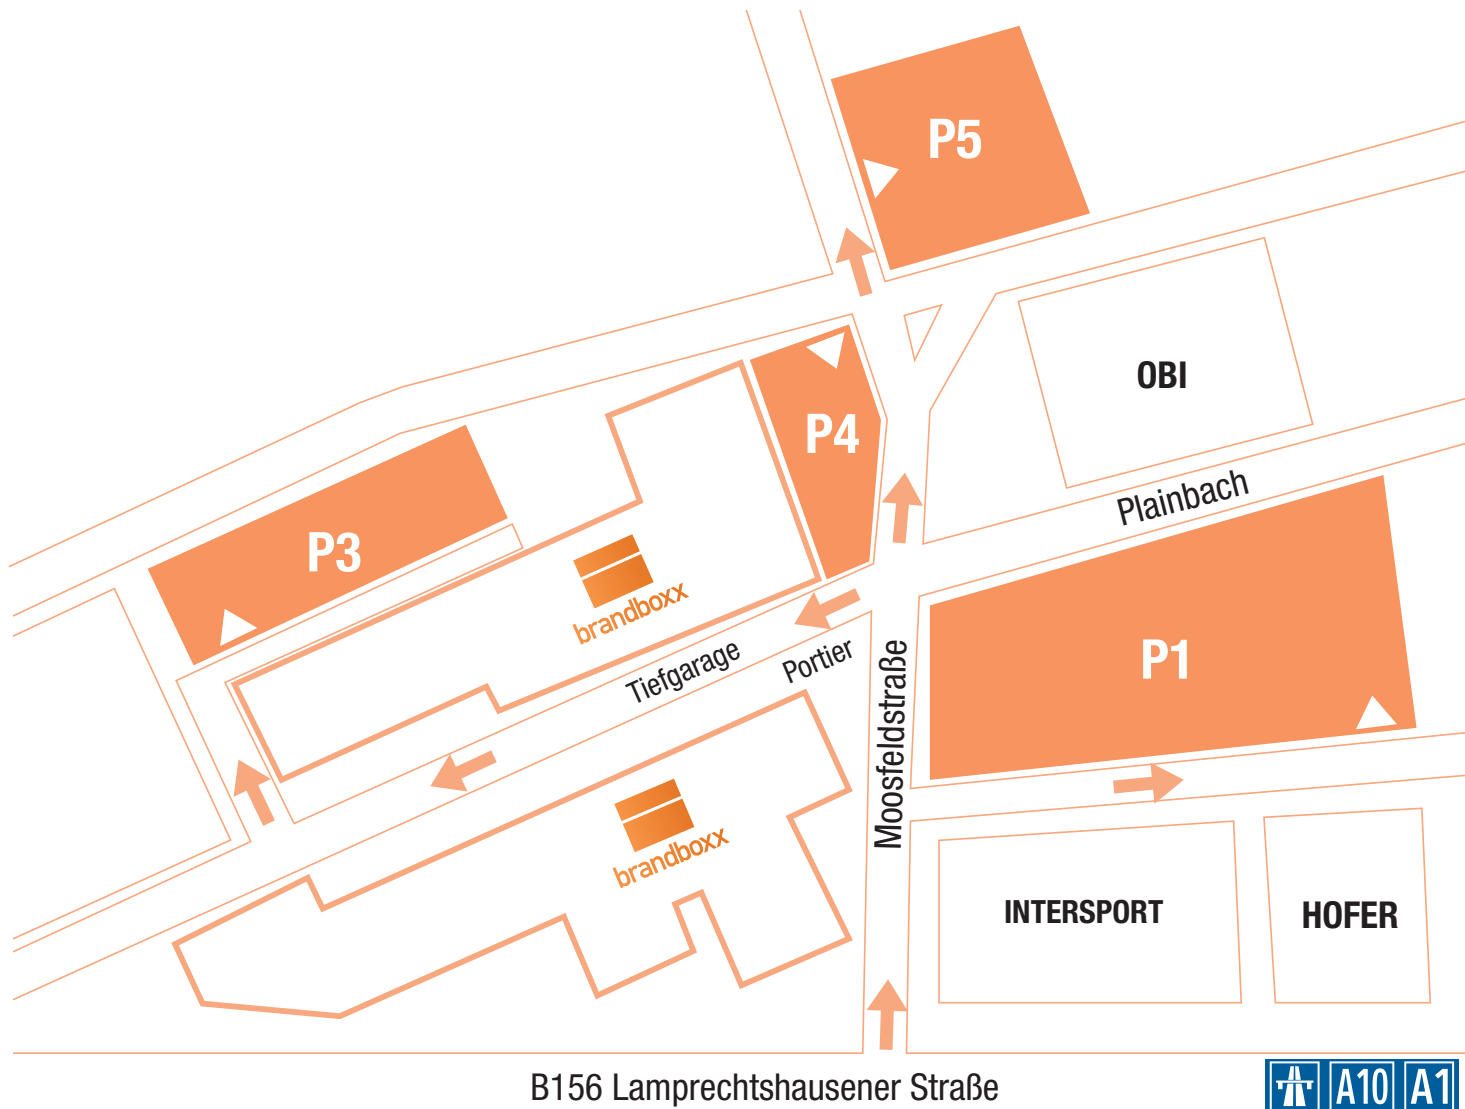 P5
OBI
P4
Plainbach
P3
brandboxx
P1
Tiefgarage
Portier
Moosfeldstraße
brandboxx
INTERSPORT
HOFER
B156 Lamprechtshausener Straße
A10 A1